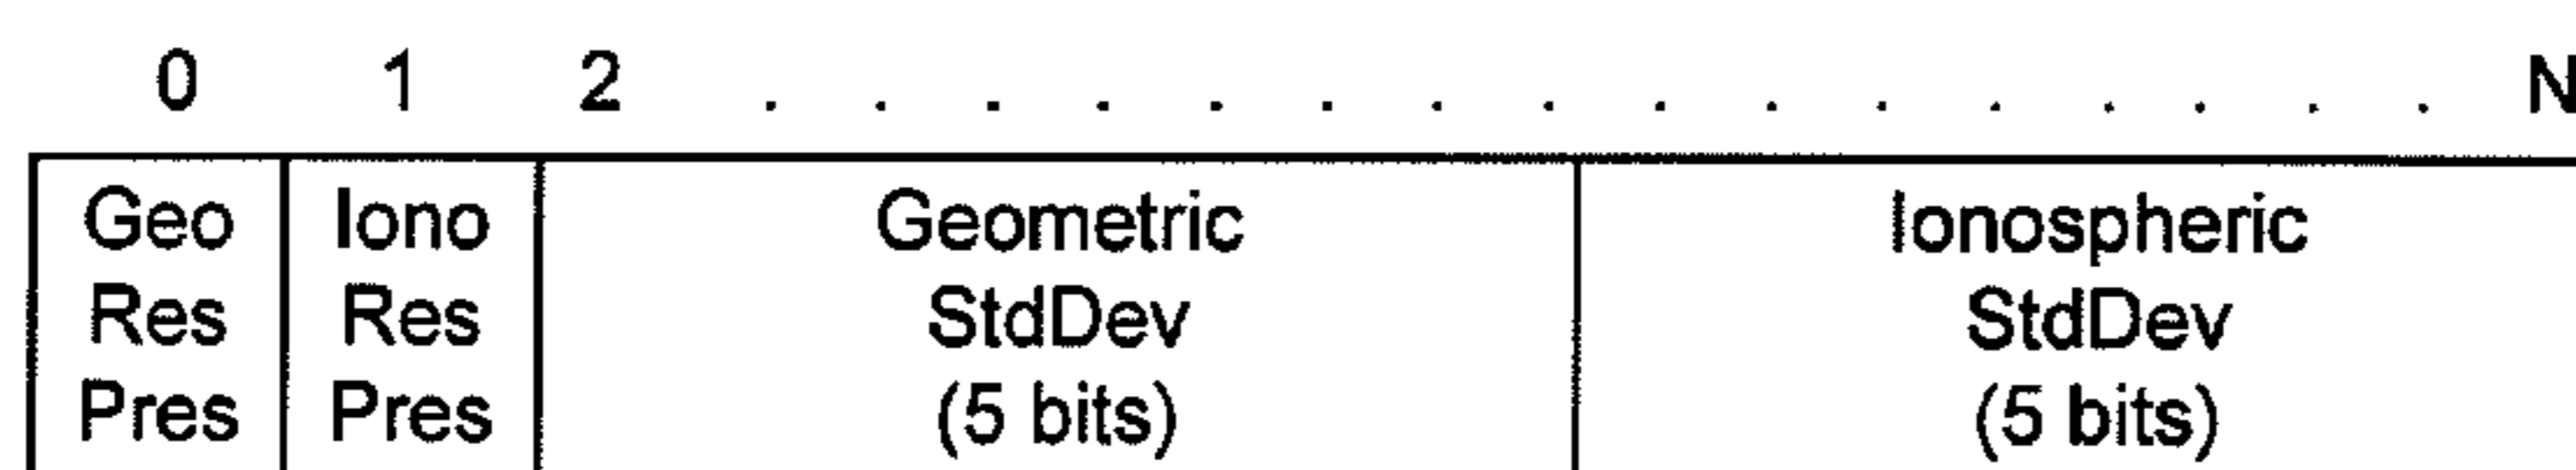 0 1 2 . . . . . . . . . . . . . . . . N
Geo Iono Geometric Ionospheric
Res Res StdDev StdDev
Pres Pres (5 bits) (5 bits)